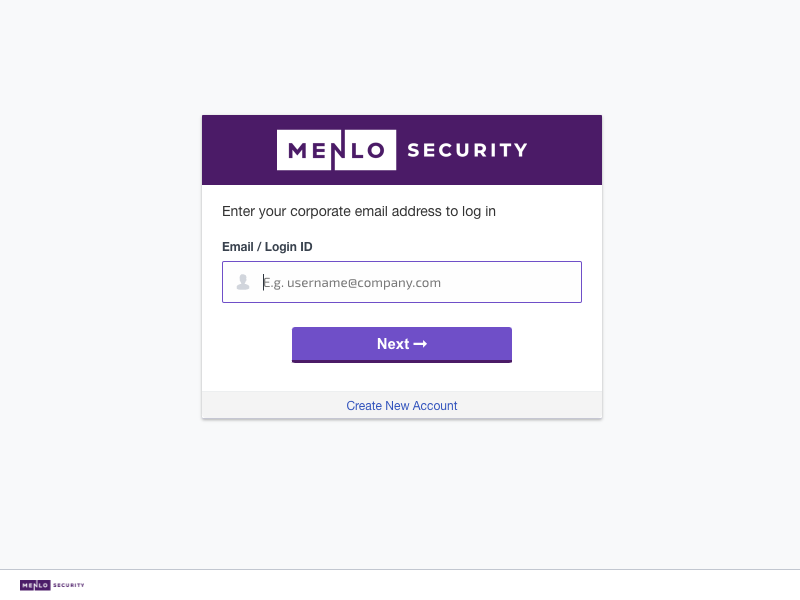 MENLO SECURITY
Enter your corporate email address to log in
Email / Login ID
E.g. username@company.com
Next →
Create New Account
MENLO SECURITY